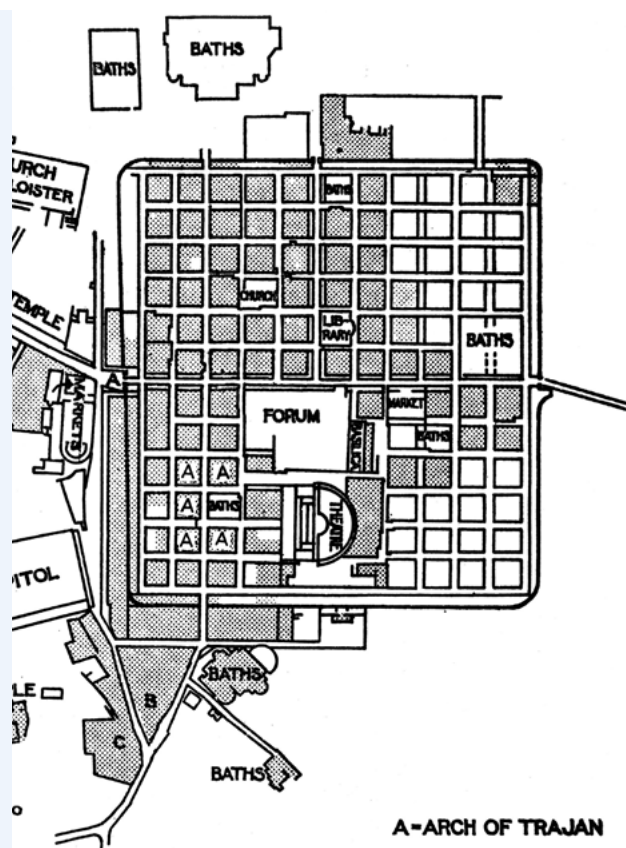 BATHS
BATHS
URCH
LOISTER
BATHS
CHURCH
TEMPLE
LIB-
RARY
BATHS
A
MARKETS
FORUM
MARKET
BASILICA
BATHS
A
A
A
BATHS
THEATRE
A
A
PITOL
LE
BATHS
B
C
BATHS
O
A=ARCH OF TRAJAN